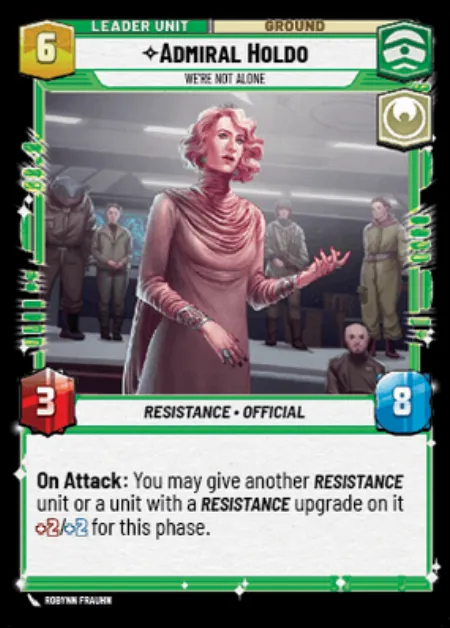 LEADER UNIT
GROUND
6
ADMIRAL HOLDO
WE'RE NOT ALONE
3
RESISTANCE • OFFICIAL
8
On Attack: You may give another RESISTANCE
unit or a unit with a RESISTANCE upgrade on it
+2/+2 for this phase.
ROBYNN FRAUHN